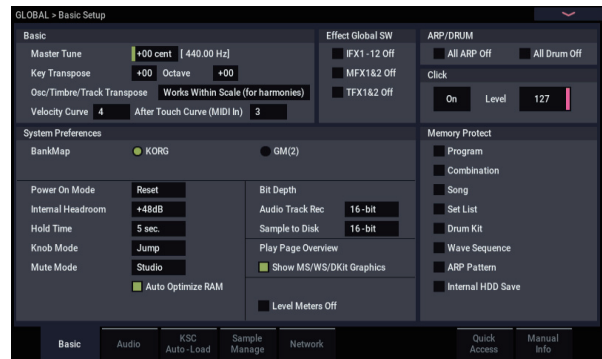 GLOBAL > Basic Setup
Basic
Master Tune +00 cent [ 440.00 Hz]
Key Transpose +00 Octave +00
Osc/Timbre/Track Transpose Works Within Scale (for harmonies)
Velocity Curve 4 After Touch Curve (MIDI In) 3
Effect Global SW
IFX1-12 Off
MFX1&2 Off
TFX1&2 Off
ARP/DRUM
All ARP Off All Drum Off
Click
On Level 127
System Preferences
BankMap KORG GM(2)
Power On Mode Reset
Internal Headroom +48dB
Hold Time 5 sec.
Knob Mode Jump
Mute Mode Studio
Auto Optimize RAM
Bit Depth
Audio Track Rec 16-bit
Sample to Disk 16-bit
Play Page Overview
Show MS/WS/DKit Graphics
Level Meters Off
Memory Protect
Program
Combination
Song
Set List
Drum Kit
Wave Sequence
ARP Pattern
Internal HDD Save
Basic
Audio
KSC
Auto-Load
Sample
Manage
Network
Quick
Access
Manual
Info